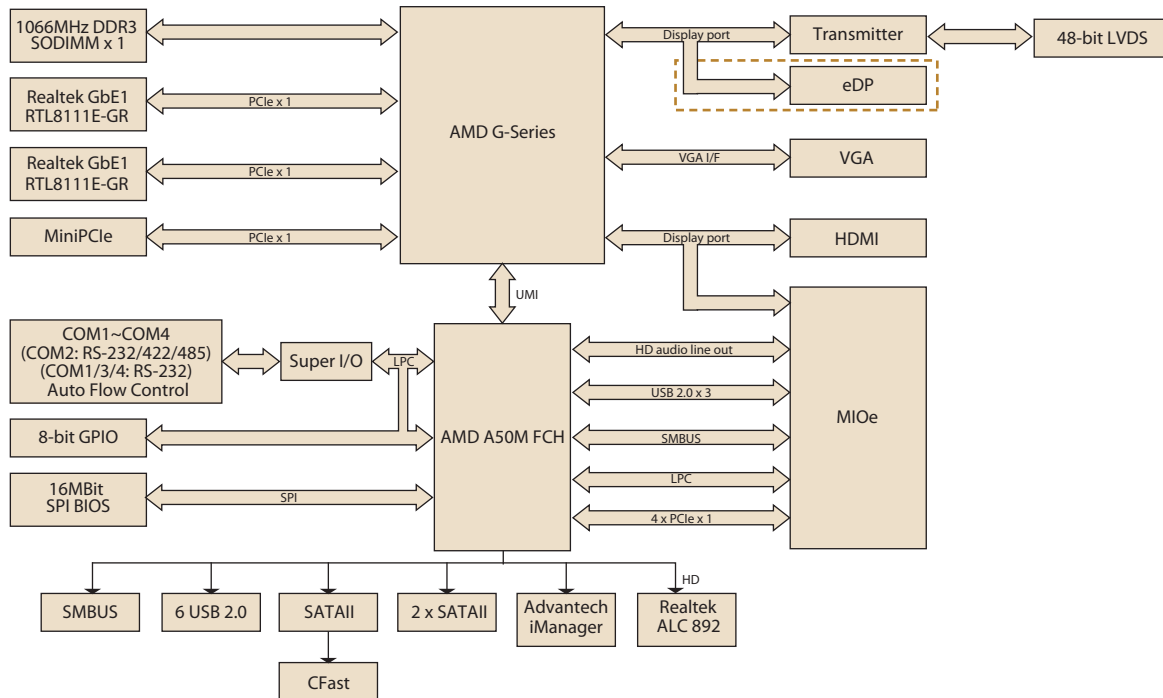 1066MHz DDR3
SODIMM x 1
Display port
Transmitter
48-bit LVDS
eDP
Realtek GbE1
RTL8111E-GR
PCIe x 1
AMD G-Series
VGA I/F
VGA
Realtek GbE1
RTL8111E-GR
PCIe x 1
MiniPCIe
PCIe x 1
Display port
HDMI
UMI
COM1~COM4
(COM2: RS-232/422/485)
(COM1/3/4: RS-232)
Auto Flow Control
Super I/O
LPC
HD audio line out
USB 2.0 x 3
MIOe
8-bit GPIO
AMD A50M FCH
SMBUS
LPC
16MBit
SPI BIOS
SPI
4 x PCIe x 1
HD
SMBUS
6 USB 2.0
SATAII
2 x SATAII
Advantech
iManager
Realtek
ALC 892
CFast